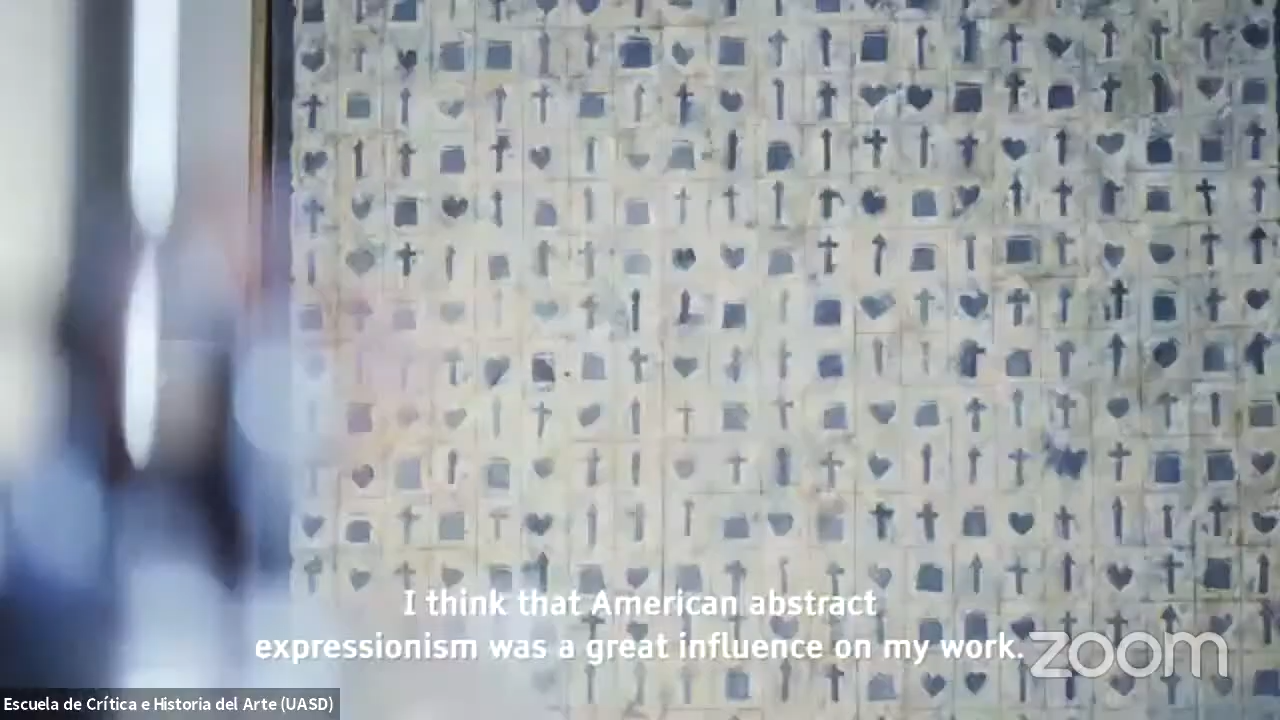 I think that American abstract
expressionism was a great influence on my work.
zoom
Escuela de Crítica e Historia del Arte (UASD)